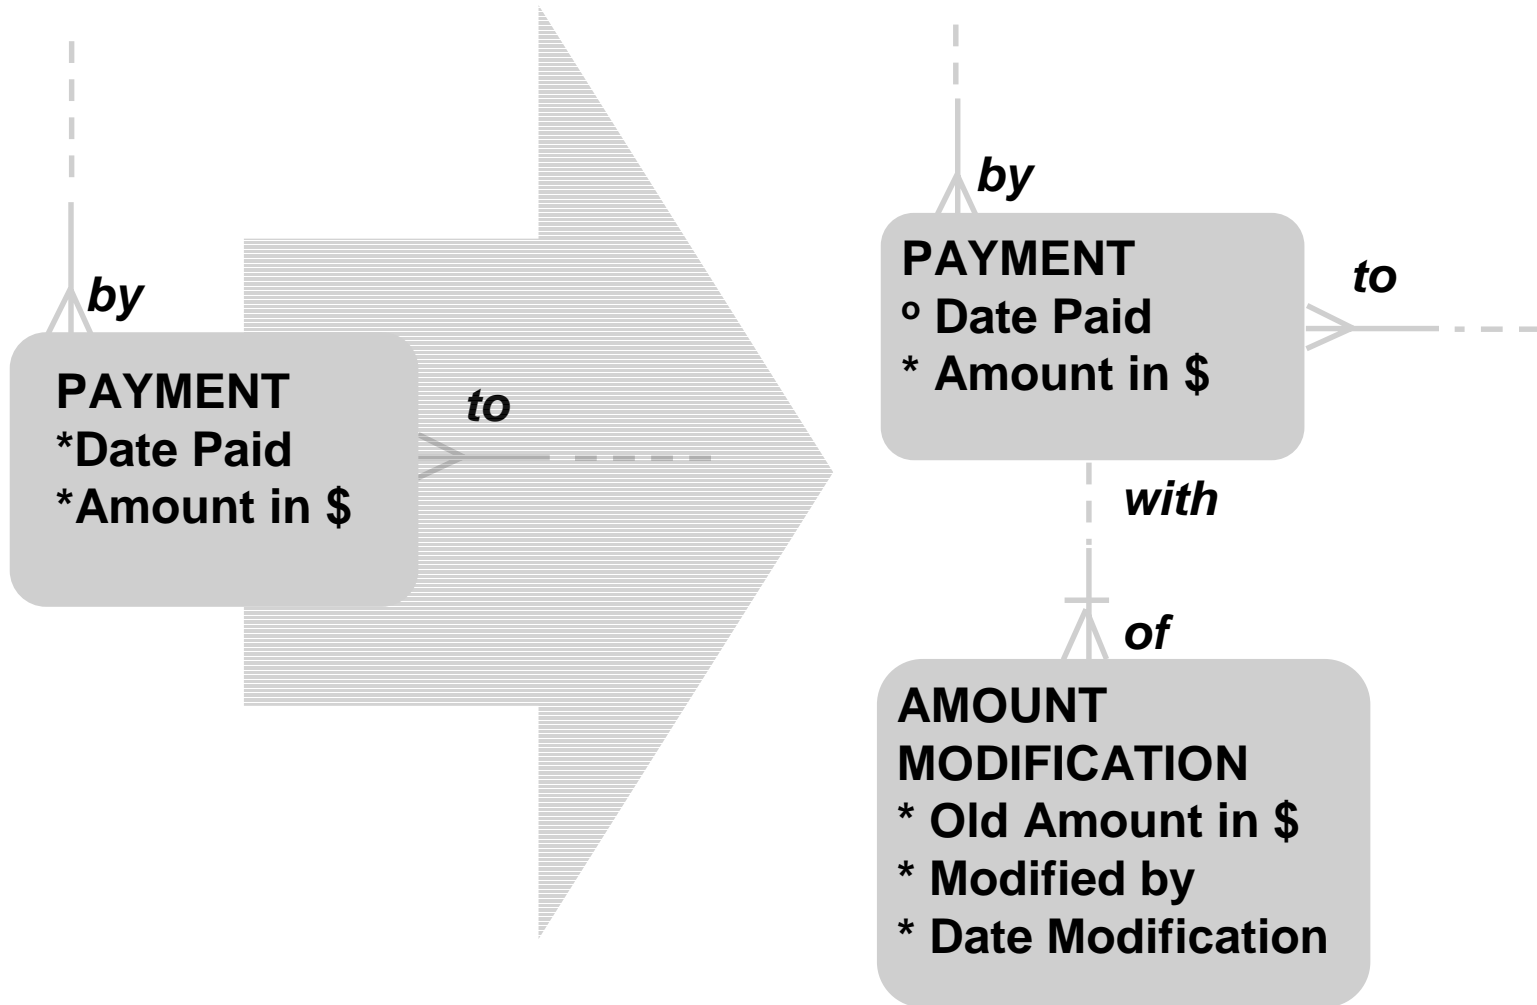 by
PAYMENT
*Date Paid
*Amount in $
to
by
PAYMENT
o Date Paid
* Amount in $
to
with
of
AMOUNT
MODIFICATION
* Old Amount in $
* Modified by
* Date Modification